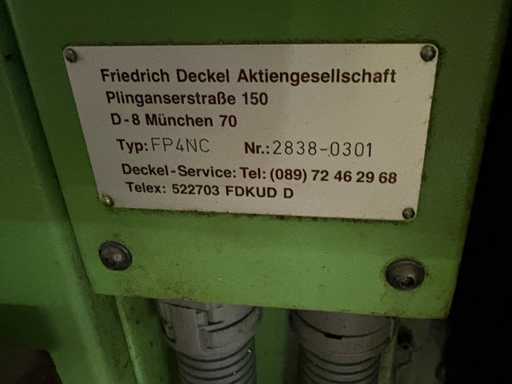 Friedrich Deckel Aktiengesellschaft
Plinganserstraße 150
D-8 München 70
Typ: FP4NC Nr.: 2838-0301
Deckel-Service: Tel: (089) 72 46 29 68
Telex: 522703 FDKUD D